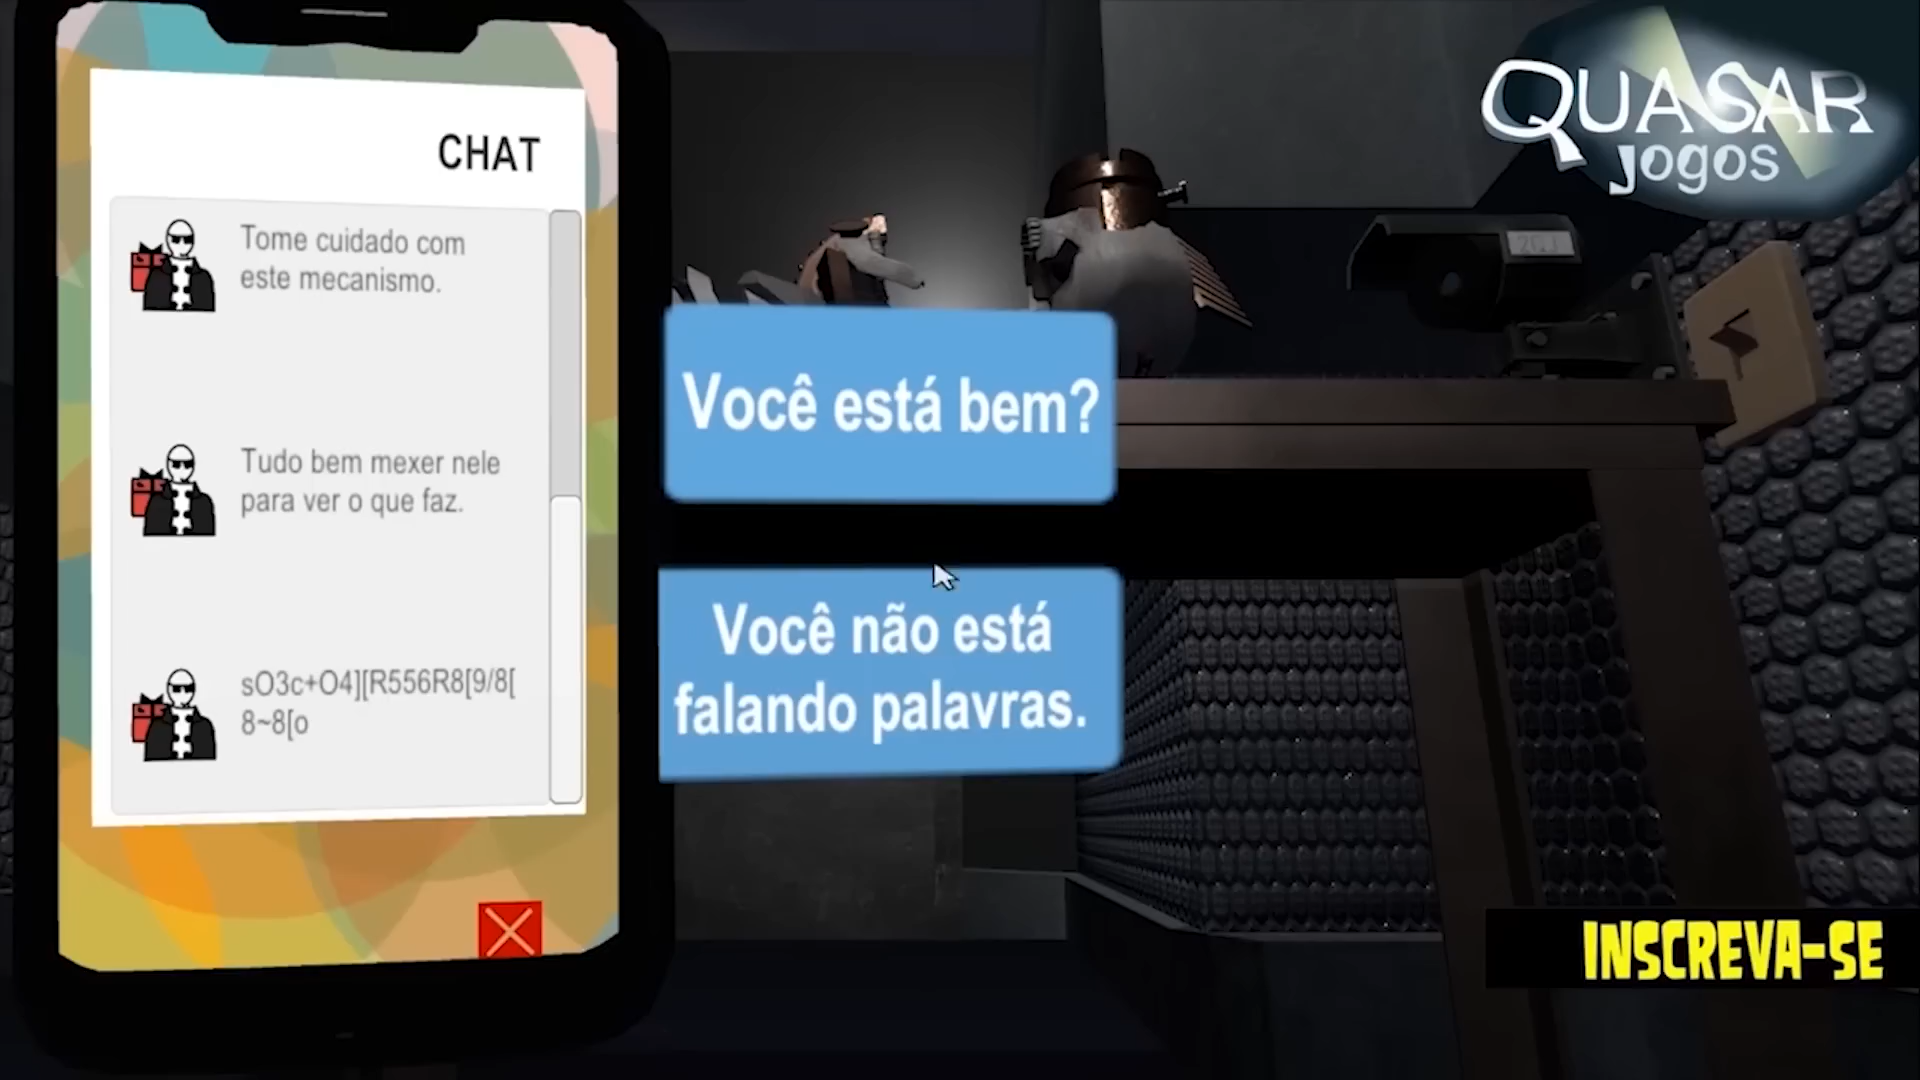 CHAT
Tome cuidado com
este mecanismo.
Tudo bem mexer nele
para ver o que faz.
sO3c+O4][R556R8[9/8[
8~8[o
Você está bem?
Você não está
falando palavras.
QUASAR
jogos
INSCREVA-SE